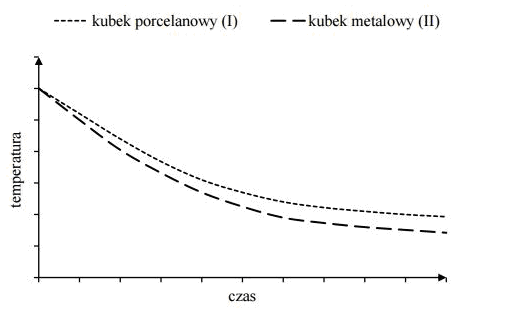 kubek porcelanowy (I) kubek metalowy (II)
temperatura
czas